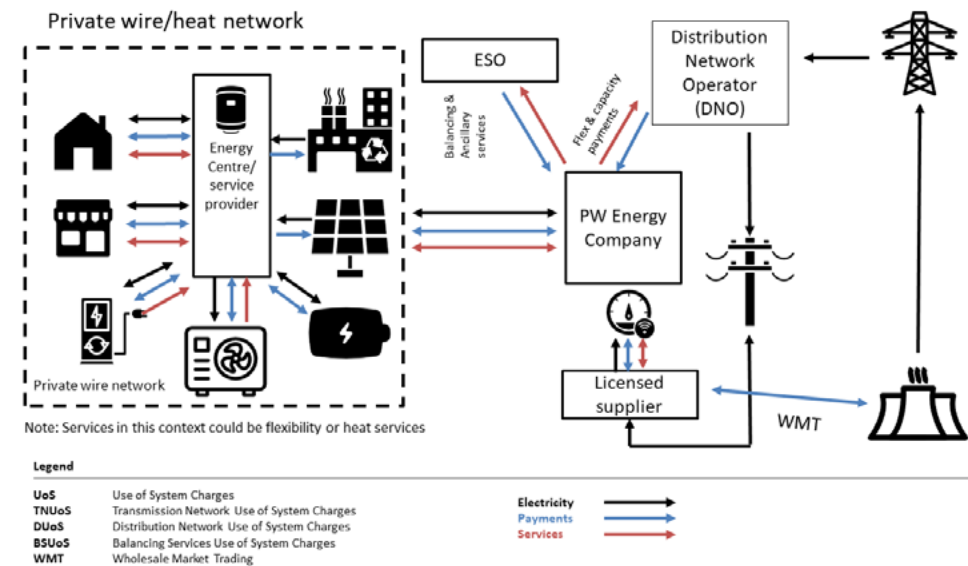 Private wire/heat network
ESO
Distribution
Network
Operator
(DNO)
Balancing &
Ancillary
services
Flex & capacity
payments
Energy
Centre/
service
provider
PW Energy
Company
Private wire network
Licensed
supplier
WMT
Note: Services in this context could be flexibility or heat services
Legend
UoS Use of System Charges
TNUoS Transmission Network Use of System Charges
DUoS Distribution Network Use of System Charges
BSUoS Balancing Services Use of System Charges
WMT Wholesale Market Trading
Electricity
Payments
Services